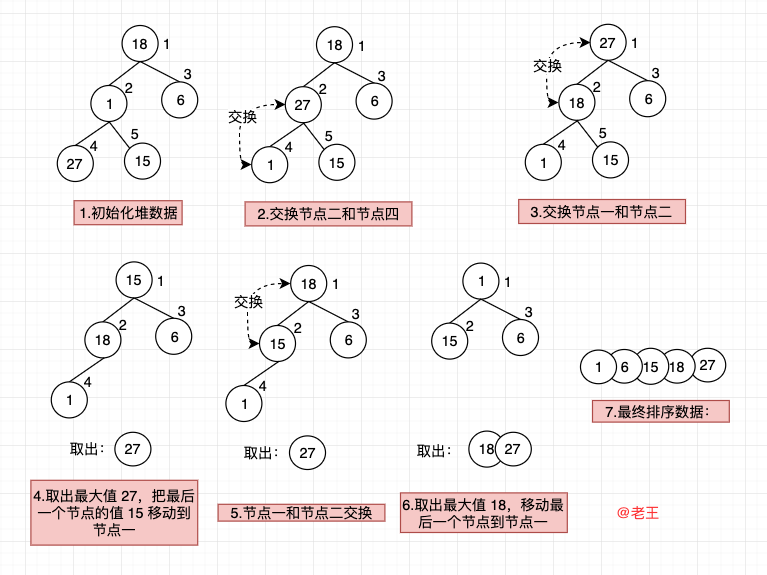 18 1
2 3
1 6
4 5
27 15
1.初始化堆数据
18 1
2 3
27 6
交换
4 5
1 15
2.交换节点二和节点四
27 1
交换
2 3
18 6
4 5
1 15
3.交换节点一和节点二
15 1
2 3
18 6
4
1
取出： 27
4.取出最大值 27，把最后
一个节点的值 15 移动到
节点一
18 1
交换
2 3
15 6
4
1
取出： 27
5.节点一和节点二交换
1 1
2 3
15 6
取出： 18 27
6.取出最大值 18，移动最
后一个节点到节点一
1 6 15 18 27
7.最终排序数据：
@老王